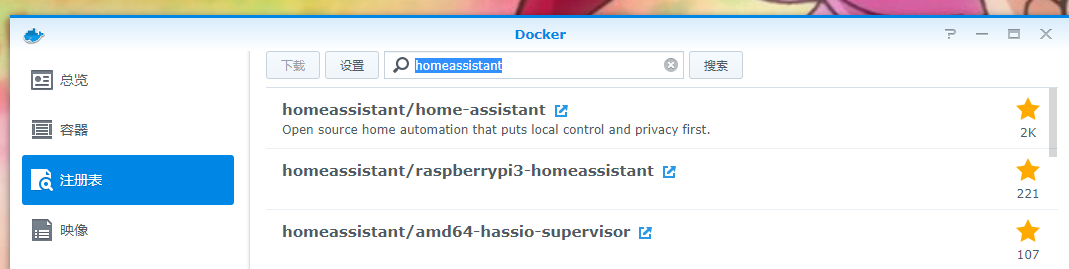 Docker
总览
容器
注册表
映像
下载 设置 homeassistant 搜索
homeassistant/home-assistant
Open source home automation that puts local control and privacy first.
2K
homeassistant/raspberrypi3-homeassistant
221
homeassistant/amd64-hassio-supervisor
107